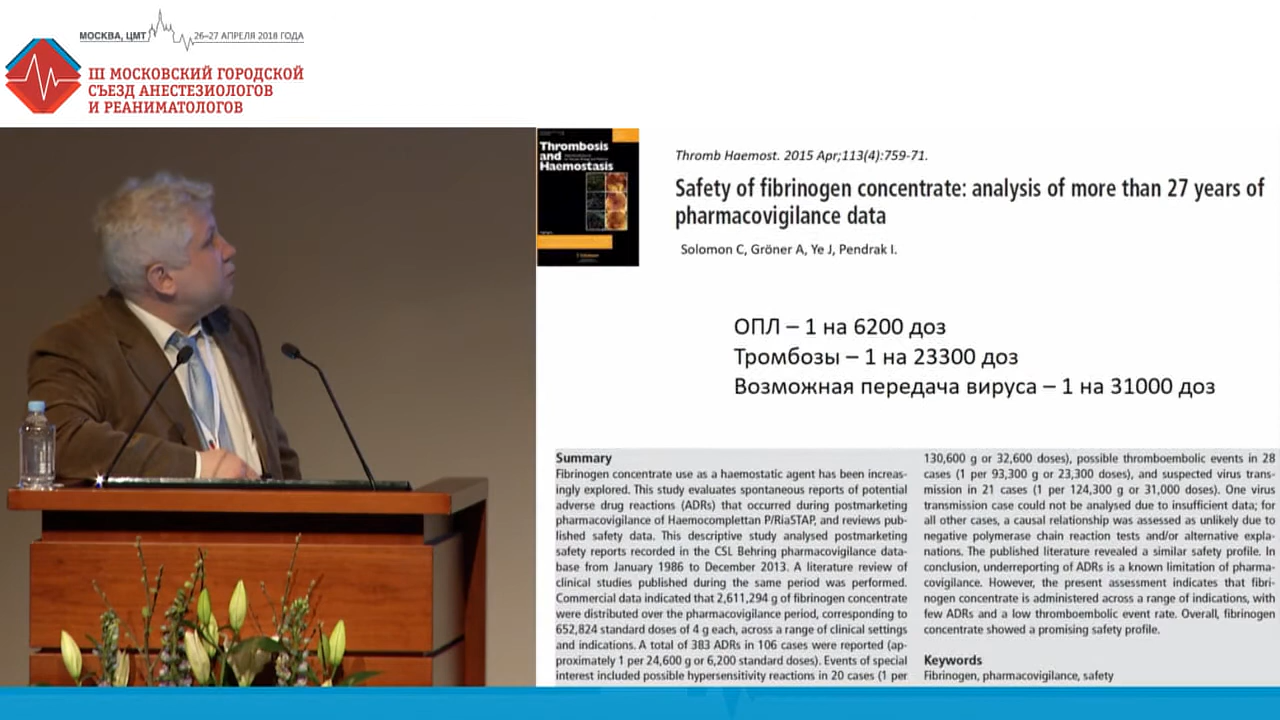 МОСКВА, ЦМТ 26–27 АПРЕЛЯ 2018 ГОДА
III МОСКОВСКИЙ ГОРОДСКОЙ
СЪЕЗД АНЕСТЕЗИОЛОГОВ
И РЕАНИМАТОЛОГОВ
Thrombosis
and
Haemostasis
Thromb Haemost. 2015 Apr;113(4):759-71.
Safety of fibrinogen concentrate: analysis of more than 27 years of
pharmacovigilance data
Solomon C, Gröner A, Ye J, Pendrak I.
ОПЛ – 1 на 6200 доз
Тромбозы – 1 на 23300 доз
Возможная передача вируса – 1 на 31000 доз
Summary
Fibrinogen concentrate use as a haemostatic agent has been increas-
ingly explored. This study evaluates spontaneous reports of potential
adverse drug reactions (ADRs) that occurred during postmarketing
pharmacovigilance of Haemocomplettan P/RiaSTAP, and reviews pub-
lished safety data. This descriptive study analysed postmarketing
safety reports recorded in the CSL Behring pharmacovigilance data-
base from January 1986 to December 2013. A literature review of
clinical studies published during the same period was performed.
Commercial data indicated that 2,611,294 g of fibrinogen concentrate
were distributed over the pharmacovigilance period, corresponding to
652,824 standard doses of 4 g each, across a range of clinical settings
and indications. A total of 383 ADRs in 106 cases were reported (ap-
proximately 1 per 24,600 g or 6,200 standard doses). Events of special
interest included possible hypersensitivity reactions in 20 cases (1 per
130,600 g or 32,600 doses), possible thromboembolic events in 28
cases (1 per 93,300 g or 23,300 doses), and suspected virus trans-
mission in 21 cases (1 per 124,300 g or 31,000 doses). One virus
transmission case could not be analysed due to insufficient data; for
all other cases, a causal relationship was assessed as unlikely due to
negative polymerase chain reaction tests and/or alternative expla-
nations. The published literature revealed a similar safety profile. In
conclusion, underreporting of ADRs is a known limitation of pharma-
covigilance. However, the present assessment indicates that fibri-
nogen concentrate is administered across a range of indications, with
few ADRs and a low thromboembolic event rate. Overall, fibrinogen
concentrate showed a promising safety profile.
Keywords
Fibrinogen, pharmacovigilance, safety